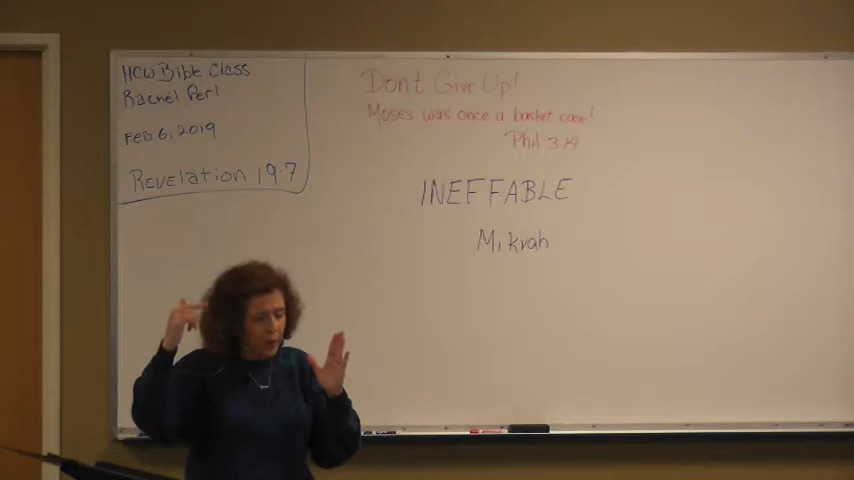 HCW Bible Class
Rachel Perl
Feb 6, 2019
Revelation 19:7
Don't Give Up!
Moses was once a basket case!
Phil 3:14
INEFFABLE
Mikvah